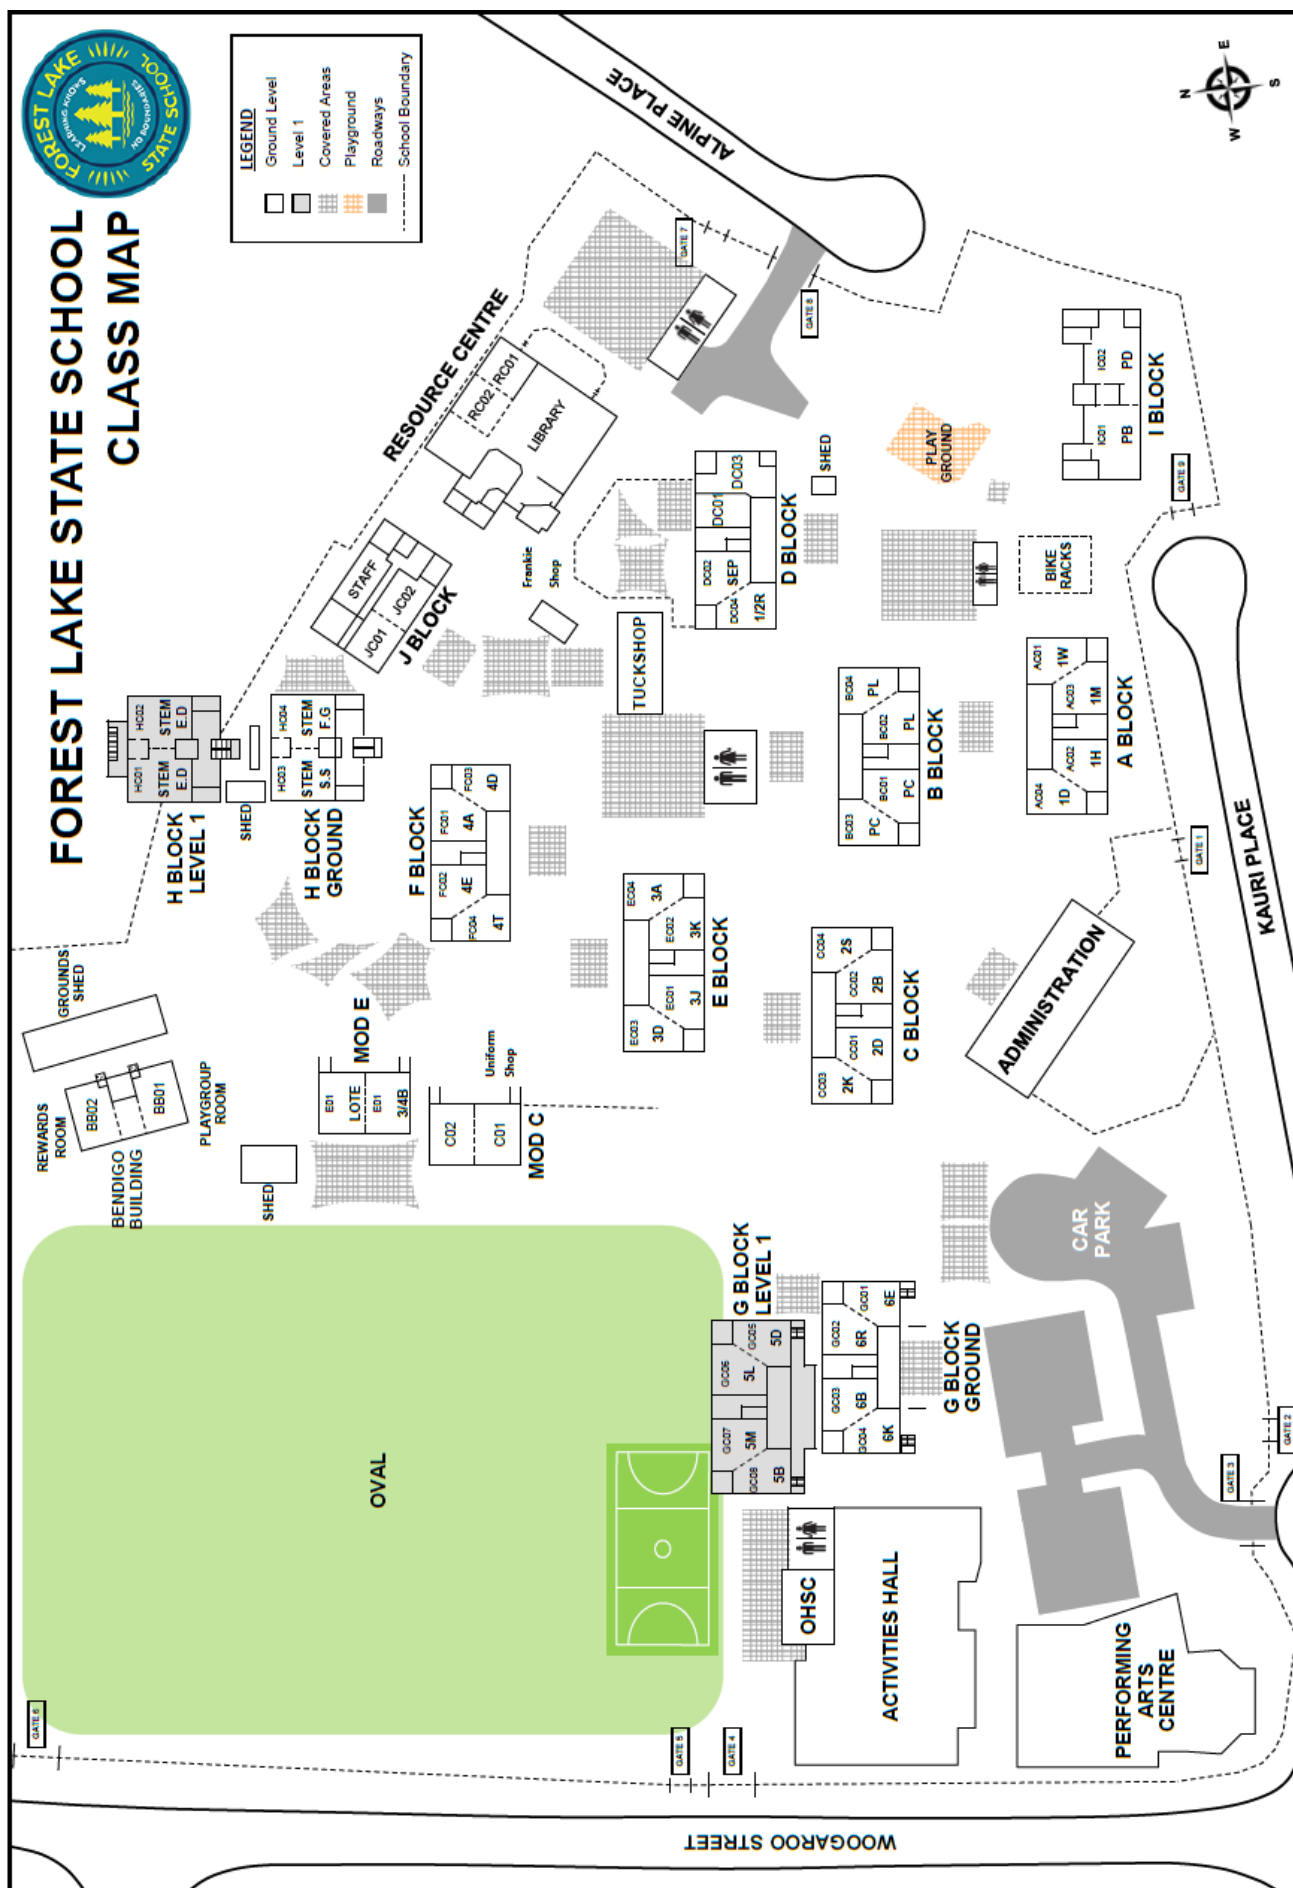 FOREST LAKE STATE SCHOOL
CLASS MAP
FOREST LAKE
STATE SCHOOL
LEARNING KNOWS
NO BOUNDARIES
LEGEND
Ground Level
Level 1
Covered Areas
Playground
Roadways
School Boundary
N
E
S
W
ALPINE PLACE
GATE 7
GATE 8
RESOURCE CENTRE
RC01
RC02
LIBRARY
STAFF
JC01
JC02
J BLOCK
Frankie
Shop
HC01
HC02
STEM
E.D
STEM
E.D
H BLOCK
LEVEL 1
SHED
HC03
HC04
STEM
S.S
STEM
F.G
H BLOCK
GROUND
TUCKSHOP
DC02
DC01
DC03
SEP
DC04
1/2R
D BLOCK
SHED
PLAY
GROUND
IC01
IC02
PB
PD
I BLOCK
GATE 9
BIKE
RACKS
F BLOCK
FC04
FC02
FC01
FC03
4T
4E
4A
4D
BC03
BC01
BC02
BC04
PC
PC
PL
PL
B BLOCK
AC04
AC02
AC03
AC01
1D
1H
1M
1W
A BLOCK
GATE 1
KAURI PLACE
EC03
EC01
EC02
EC04
3D
3J
3K
3A
E BLOCK
CC03
CC01
CC02
CC04
2K
2D
2B
2S
C BLOCK
ADMINISTRATION
GROUNDS
SHED
REWARDS
ROOM
BB02
BB01
PLAYGROUP
ROOM
BENDIGO
BUILDING
SHED
MOD E
E01
LOTE
E01
3/4B
Uniform
Shop
C02
C01
MOD C
OVAL
G BLOCK
LEVEL 1
GC08
GC07
GC06
GC05
5B
5M
5L
5D
GC04
GC03
GC02
GC01
6K
6B
6R
6E
G BLOCK
GROUND
CAR
PARK
GATE 2
GATE 3
OHSC
ACTIVITIES HALL
PERFORMING
ARTS
CENTRE
GATE 6
GATE 5
GATE 4
WOOGAROO STREET